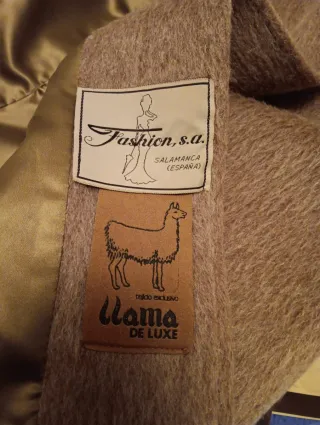 Fashion, s.a.
SALAMANCA
(ESPAÑA)
tejido exclusivo
llama
DE LUXE